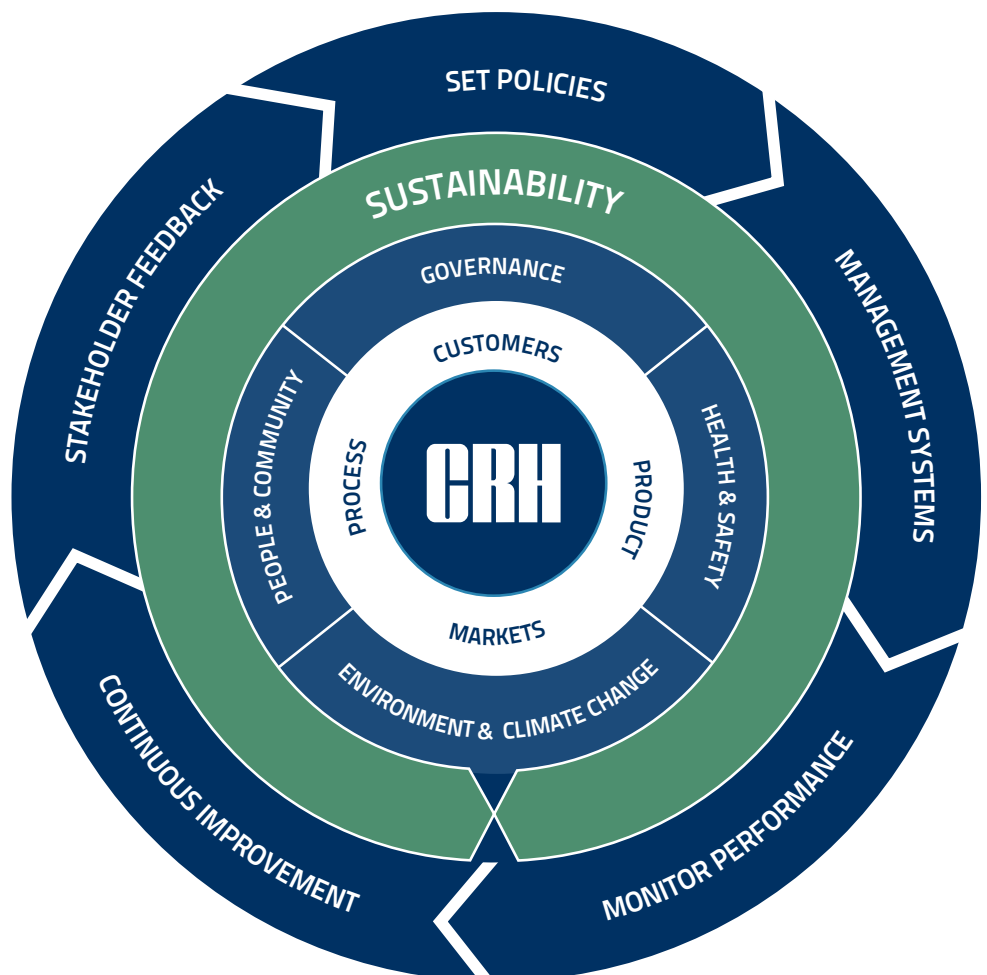 SET POLICIES
MANAGEMENT SYSTEMS
MONITOR PERFORMANCE
CONTINUOUS IMPROVEMENT
STAKEHOLDER FEEDBACK
SUSTAINABILITY
GOVERNANCE
HEALTH & SAFETY
ENVIRONMENT & CLIMATE CHANGE
PEOPLE & COMMUNITY
CUSTOMERS
PRODUCT
MARKETS
PROCESS
CRH